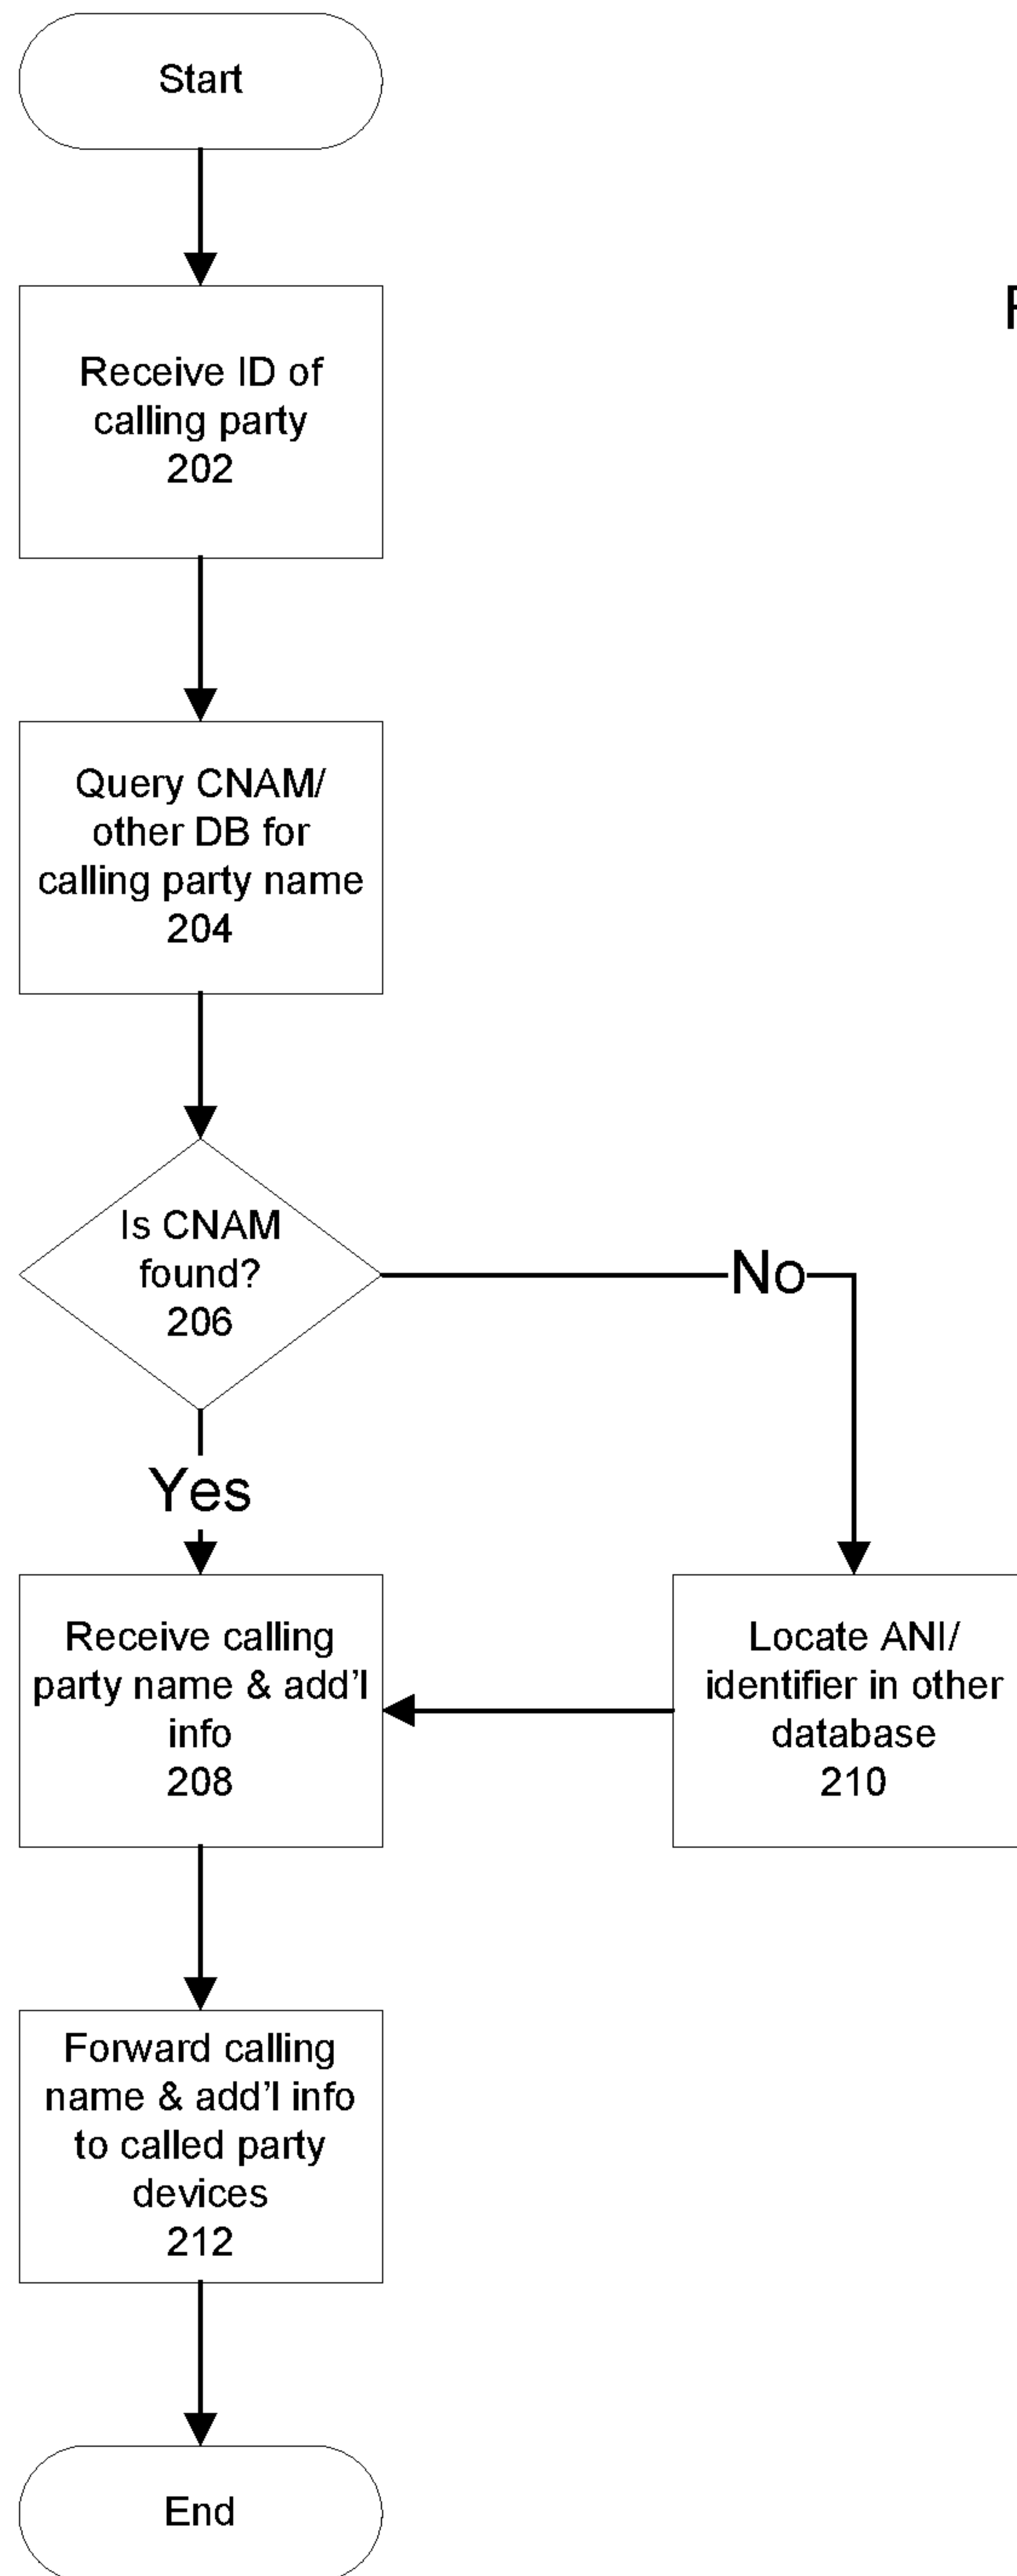 Start
Receive ID of
calling party
202
Query CNAM/
other DB for
calling party name
204
Is CNAM
found?
206
No
Yes
Receive calling
party name & add'l
info
208
Locate ANI/
identifier in other
database
210
Forward calling
name & add'l info
to called party
devices
212
End